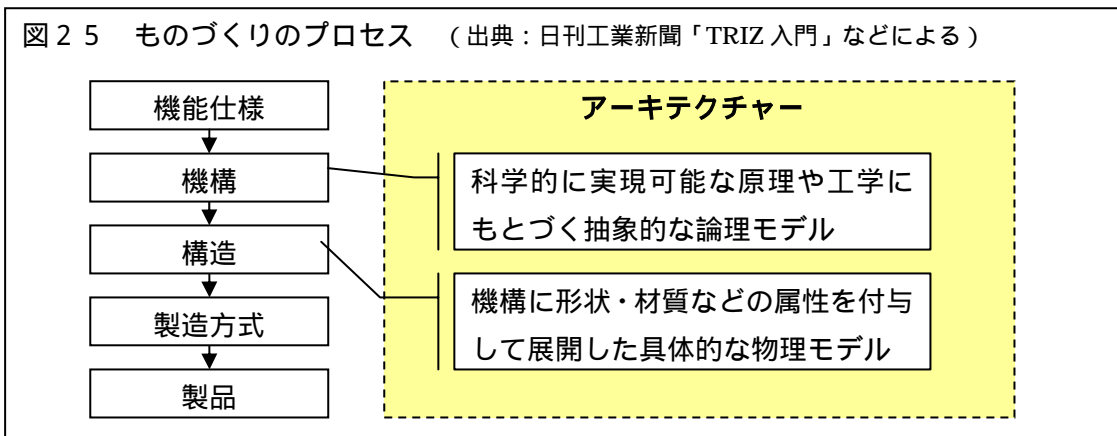 図２５　ものづくりのプロセス　（出典：日刊工業新聞「TRIZ 入門」などによる）
機能仕様
機構
構造
製造方式
製品
アーキテクチャー
科学的に実現可能な原理や工学に
もとづく抽象的な論理モデル
機構に形状・材質などの属性を付与
して展開した具体的な物理モデル